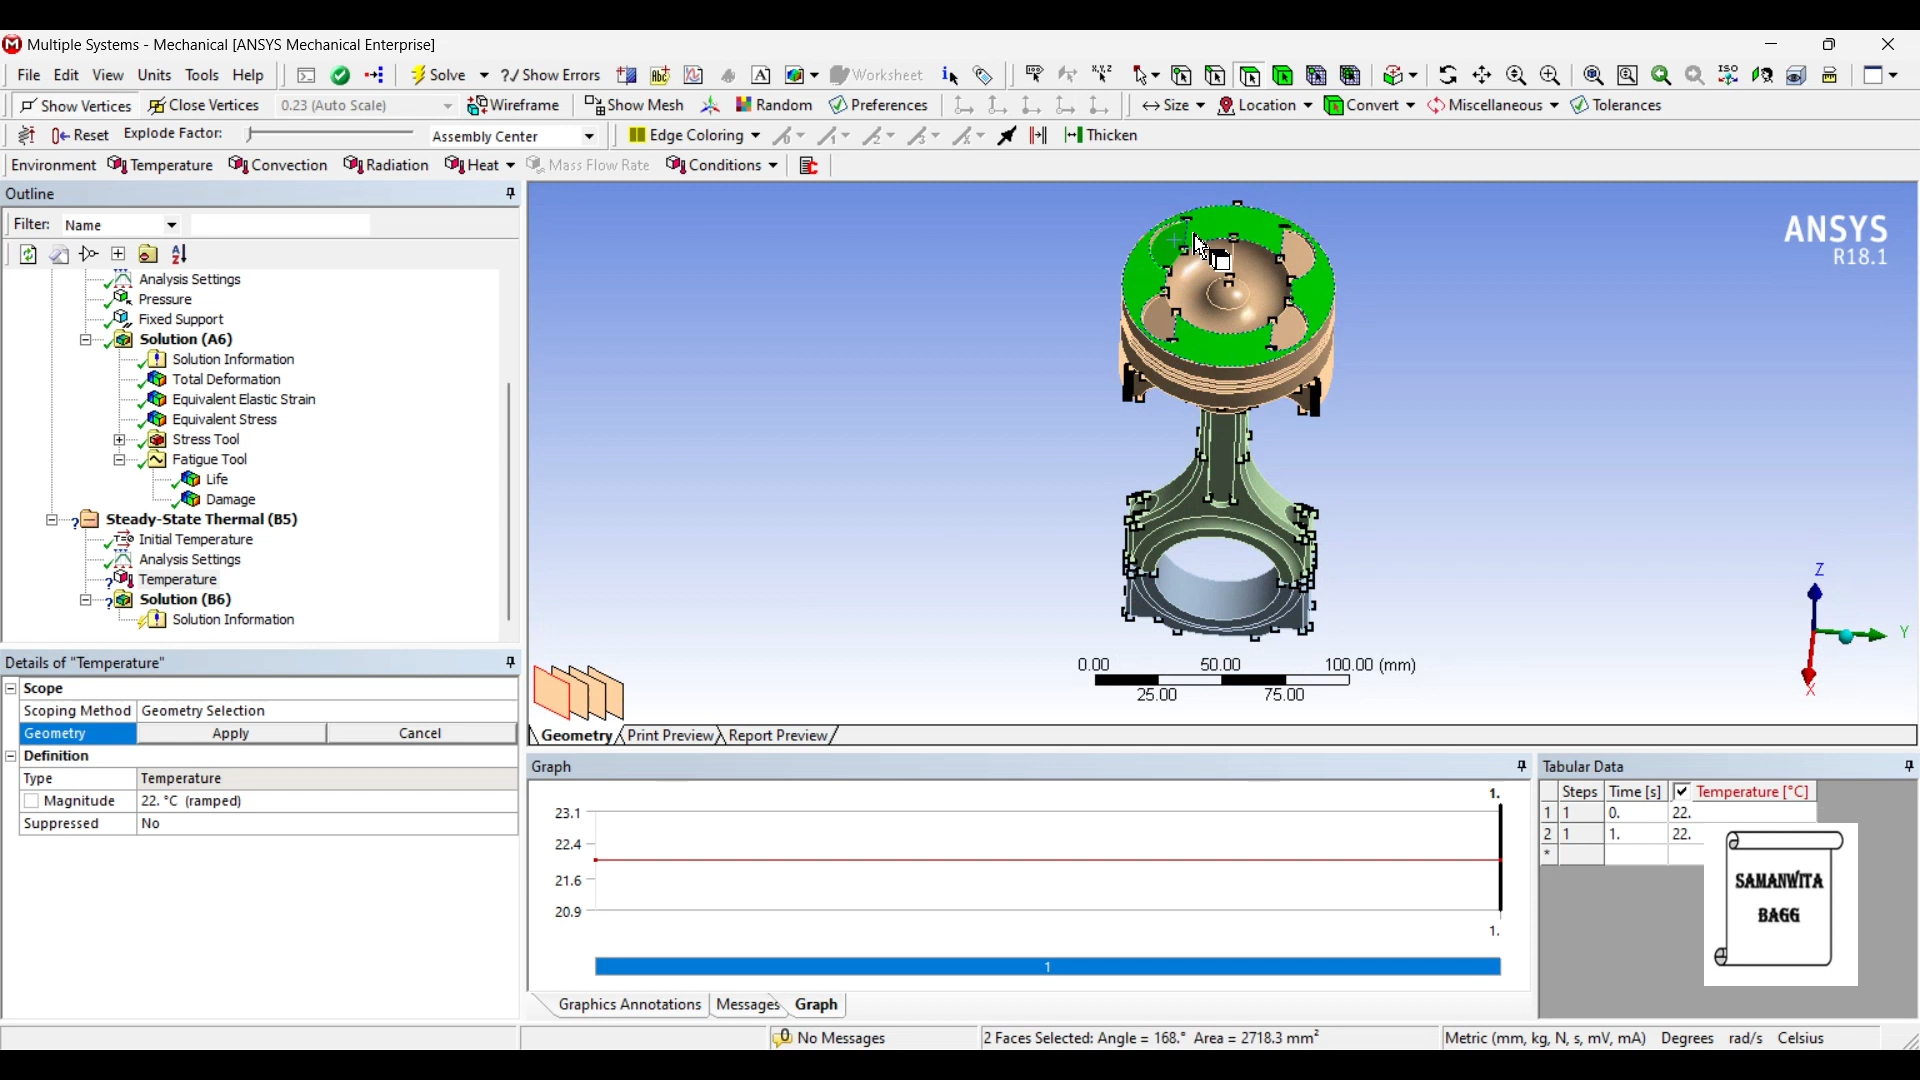 Multiple Systems - Mechanical [ANSYS Mechanical Enterprise]
File Edit View Units Tools Help Solve ?/ Show Errors Worksheet
Show Vertices Close Vertices 0.23 (Auto Scale) Wireframe Show Mesh Random Preferences Size Location Convert Miscellaneous Tolerances
Reset Explode Factor: Assembly Center Edge Coloring Thicken
Environment Temperature Convection Radiation Heat Mass Flow Rate Conditions
Outline
Filter: Name
Analysis Settings
Pressure
Fixed Support
Solution (A6)
Solution Information
Total Deformation
Equivalent Elastic Strain
Equivalent Stress
Stress Tool
Fatigue Tool
Life
Damage
Steady-State Thermal (B5)
Initial Temperature
Analysis Settings
Temperature
Solution (B6)
Solution Information
Details of "Temperature"
Scope
Scoping Method Geometry Selection
Geometry Apply Cancel
Definition
Type Temperature
Magnitude 22. °C (ramped)
Suppressed No
ANSYS
R18.1
Z
Y
X
0.00 50.00 100.00 (mm)
25.00 75.00
Geometry Print Preview Report Preview
Graph
1.
23.1
22.4
21.6
20.9
1.
1
Graphics Annotations Messages Graph
Tabular Data
Steps Time [s] Temperature [°C]
1 1 0. 22.
2 1 1. 22.
*
SAMANWITA
BAGG
No Messages 2 Faces Selected: Angle = 168.° Area = 2718.3 mm² Metric (mm, kg, N, s, mV, mA) Degrees rad/s Celsius